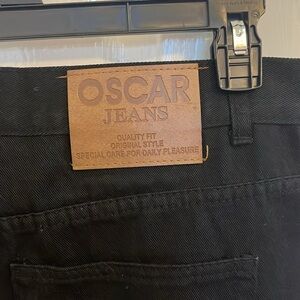 OSCAR
JEANS
QUALITY FIT
ORIGINAL STYLE
SPECIAL CARE FOR DAILY PLEASURE